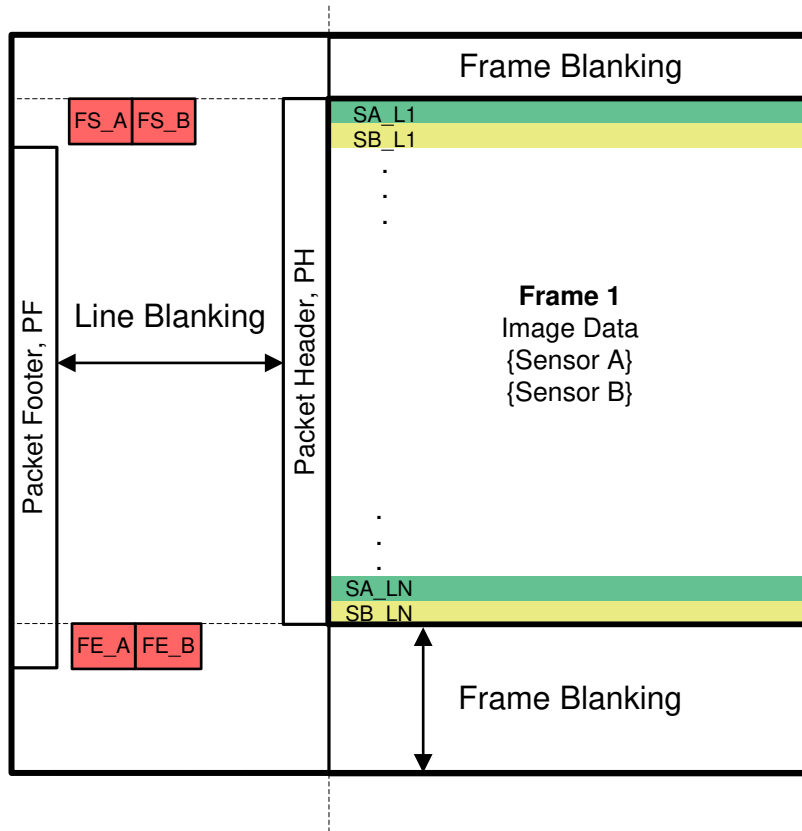 Frame Blanking
FS_A FS_B
SA_L1
SB_L1
.
.
.
Packet Footer, PF
Line Blanking
Packet Header, PH
Frame 1
Image Data
{Sensor A}
{Sensor B}
.
.
.
SA_LN
SB_LN
FE_A FE_B
Frame Blanking